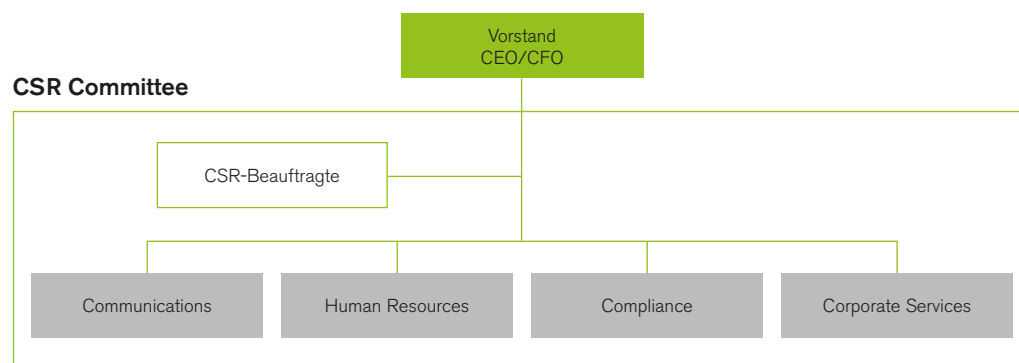 Vorstand
CEO/CFO
CSR Committee
CSR-Beauftragte
Communications
Human Resources
Compliance
Corporate Services